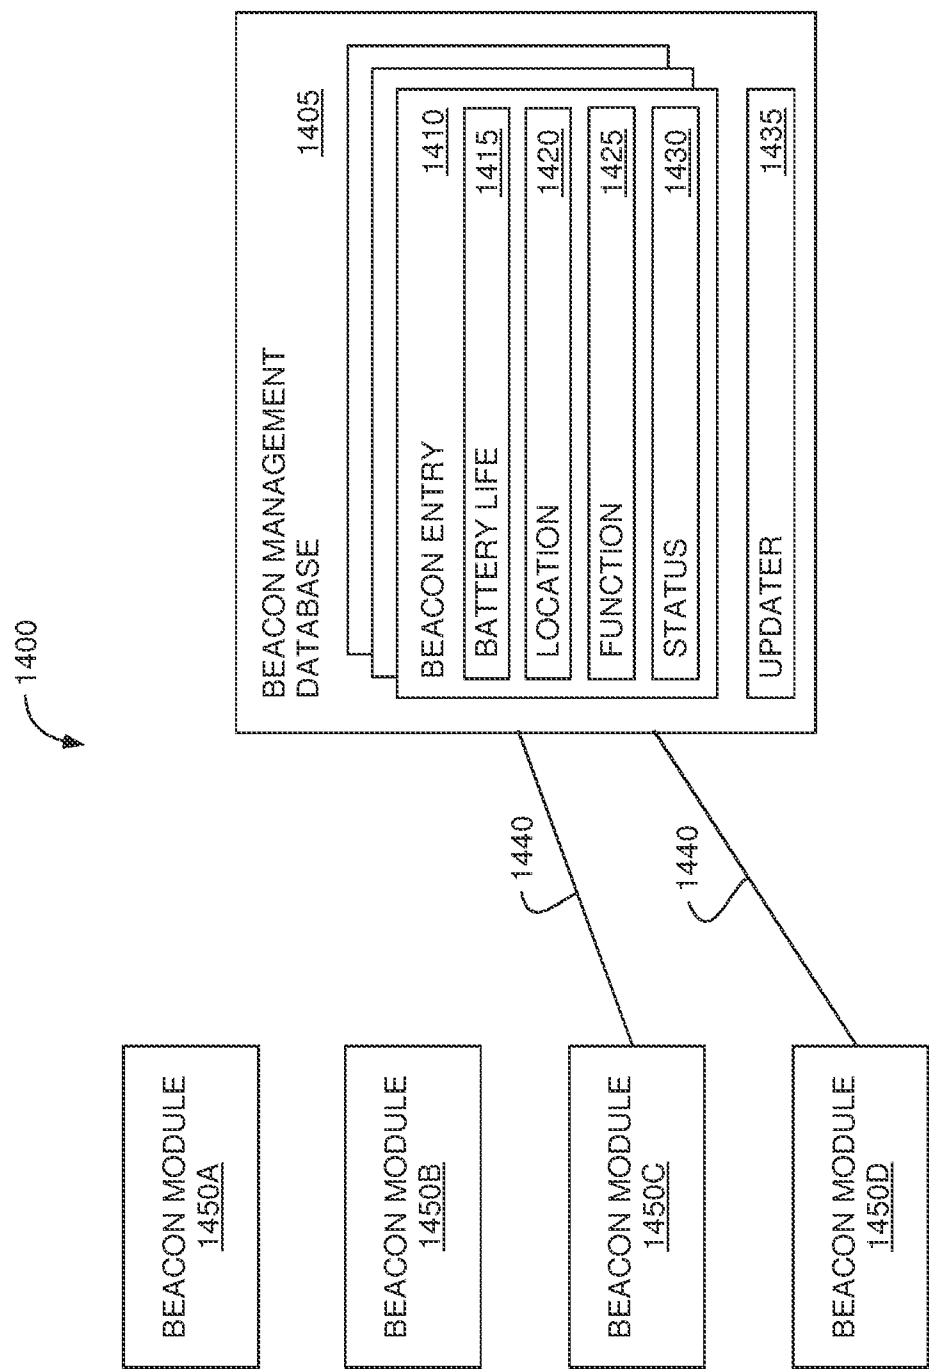 1400
BEACON MANAGEMENT
DATABASE
1405
BEACON ENTRY 1410
BATTERY LIFE 1415
LOCATION 1420
FUNCTION 1425
STATUS 1430
UPDATER 1435
1440
1440
BEACON MODULE
1450A
BEACON MODULE
1450B
BEACON MODULE
1450C
BEACON MODULE
1450D